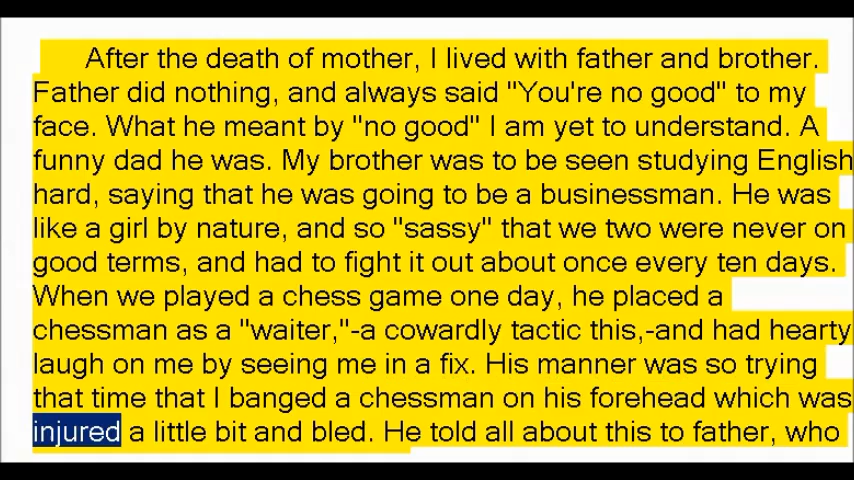 After the death of mother, I lived with father and brother.
Father did nothing, and always said "You're no good" to my
face. What he meant by "no good" I am yet to understand. A
funny dad he was. My brother was to be seen studying English
hard, saying that he was going to be a businessman. He was
like a girl by nature, and so "sassy" that we two were never on
good terms, and had to fight it out about once every ten days.
When we played a chess game one day, he placed a
chessman as a "waiter,"-a cowardly tactic this,-and had hearty
laugh on me by seeing me in a fix. His manner was so trying
that time that I banged a chessman on his forehead which was
injured a little bit and bled. He told all about this to father, who